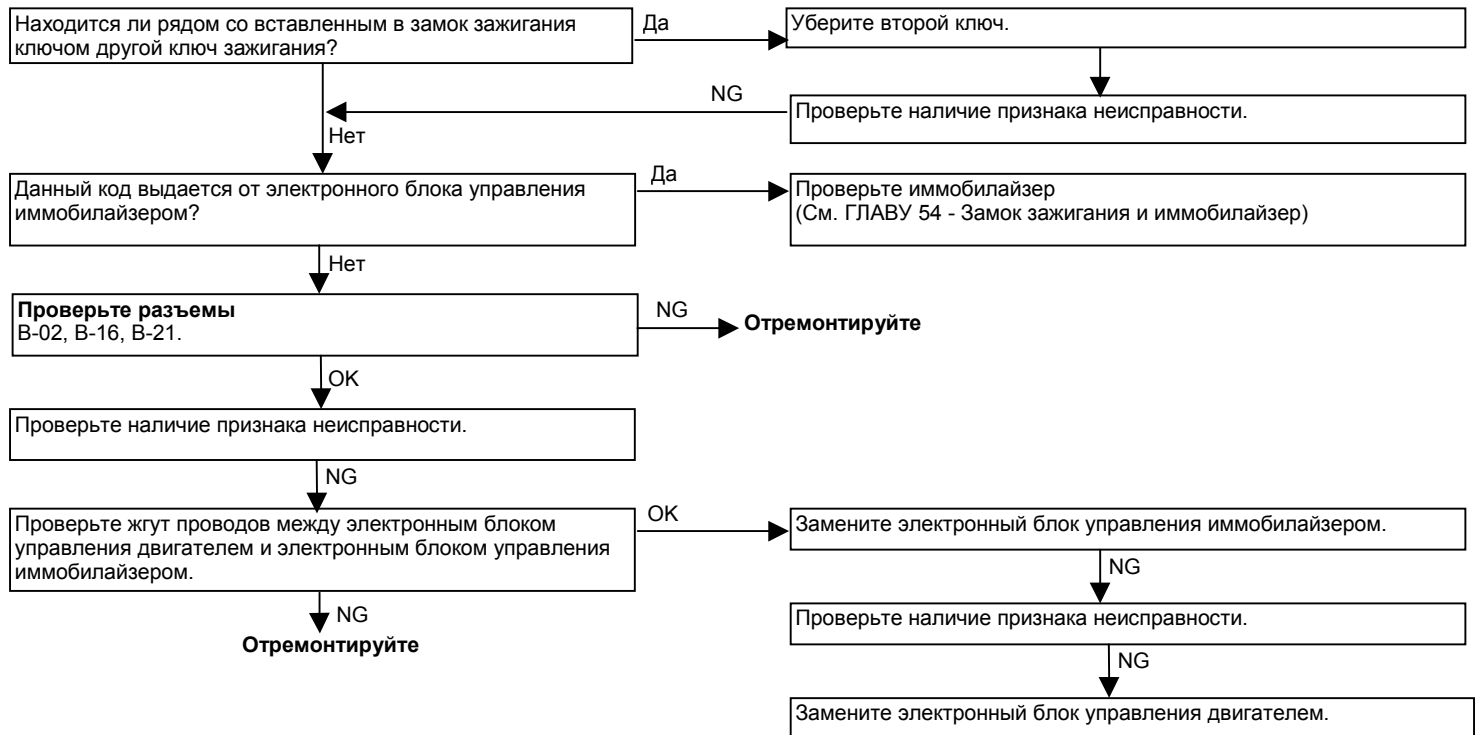 Находится ли рядом со вставленным в замок зажигания
ключом другой ключ зажигания?
Да
Уберите второй ключ.
NG
Проверьте наличие признака неисправности.
Нет
Данный код выдается от электронного блока управления
иммобилайзером?
Да
Проверьте иммобилайзер
(См. ГЛАВУ 54 - Замок зажигания и иммобилайзер)
Нет
Проверьте разъемы
B-02, B-16, B-21.
NG
Отремонтируйте
OK
Проверьте наличие признака неисправности.
NG
Проверьте жгут проводов между электронным блоком
управления двигателем и электронным блоком управления
иммобилайзером.
OK
Замените электронный блок управления иммобилайзером.
NG
NG
Отремонтируйте
Проверьте наличие признака неисправности.
NG
Замените электронный блок управления двигателем.